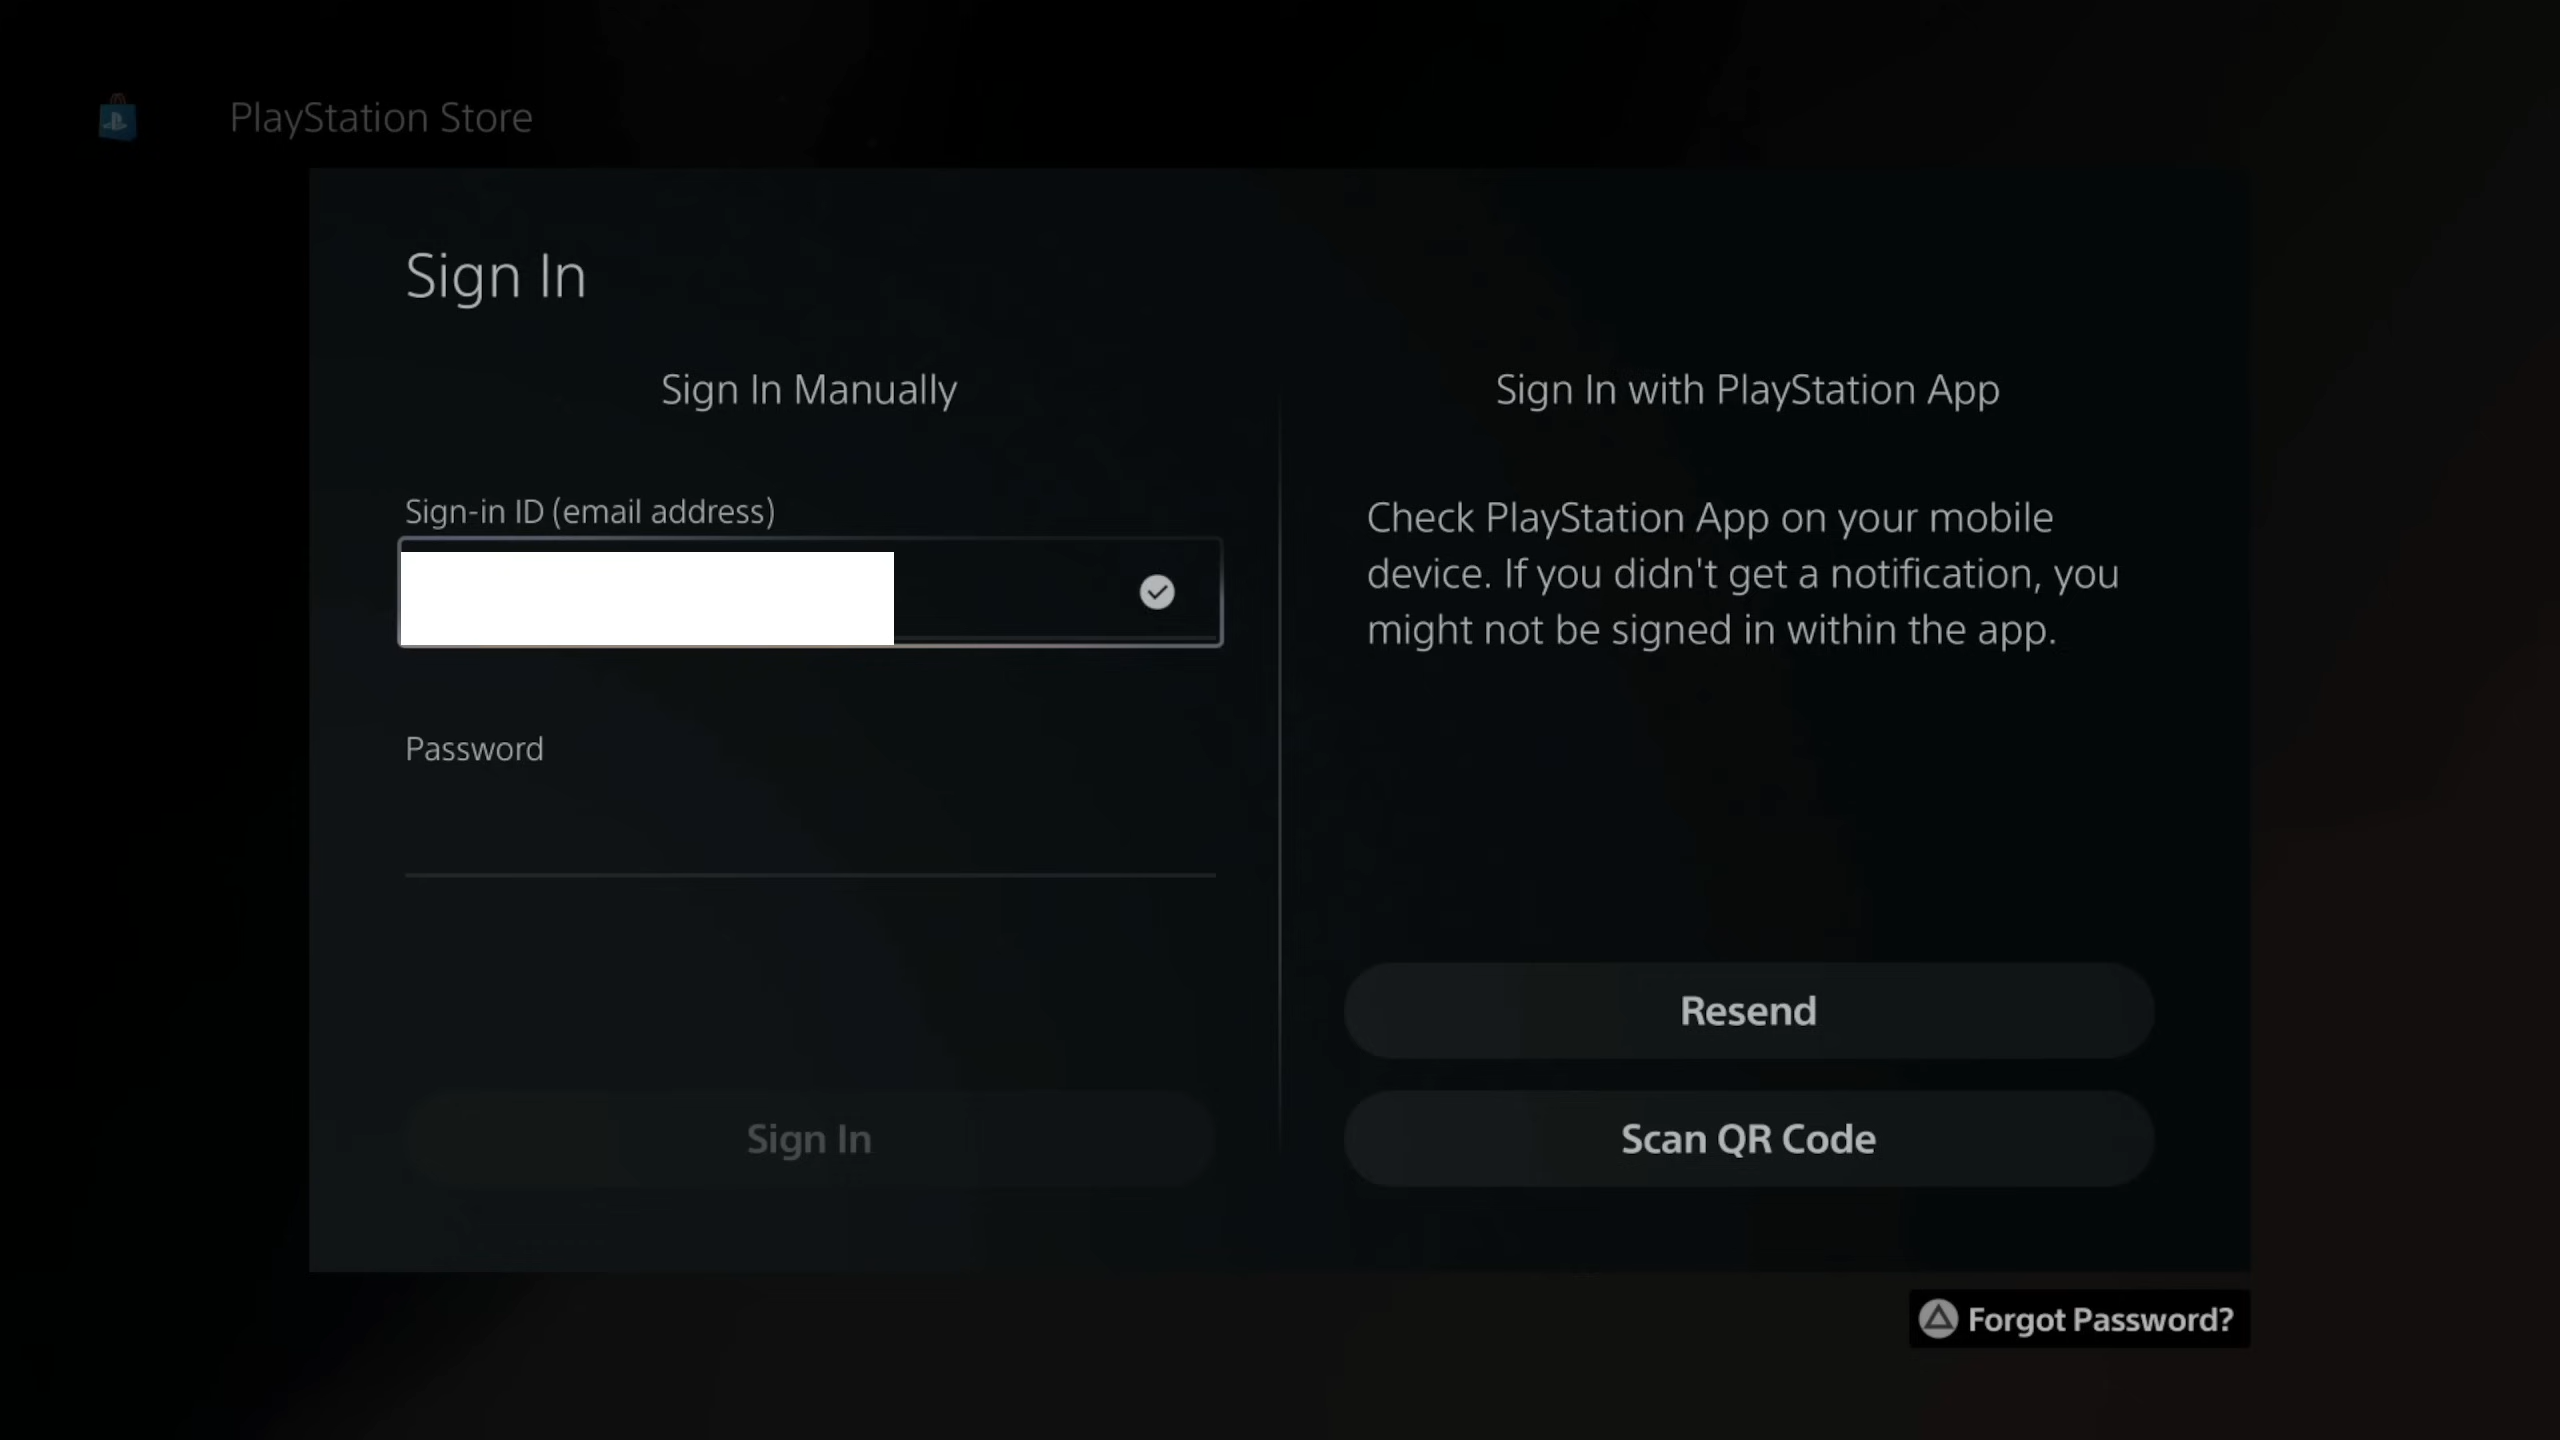 PlayStation Store
Sign In
Sign In Manually
Sign-in ID (email address)
Password
Sign In
Sign In with PlayStation App
Check PlayStation App on your mobile
device. If you didn't get a notification, you
might not be signed in within the app.
Resend
Scan QR Code
Forgot Password?